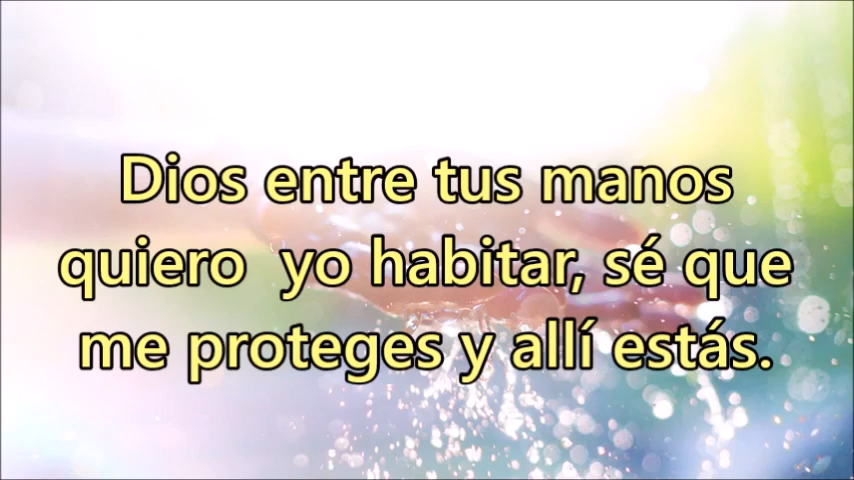 Dios entre tus manos
quiero  yo habitar, sé que
me proteges y allí estás.